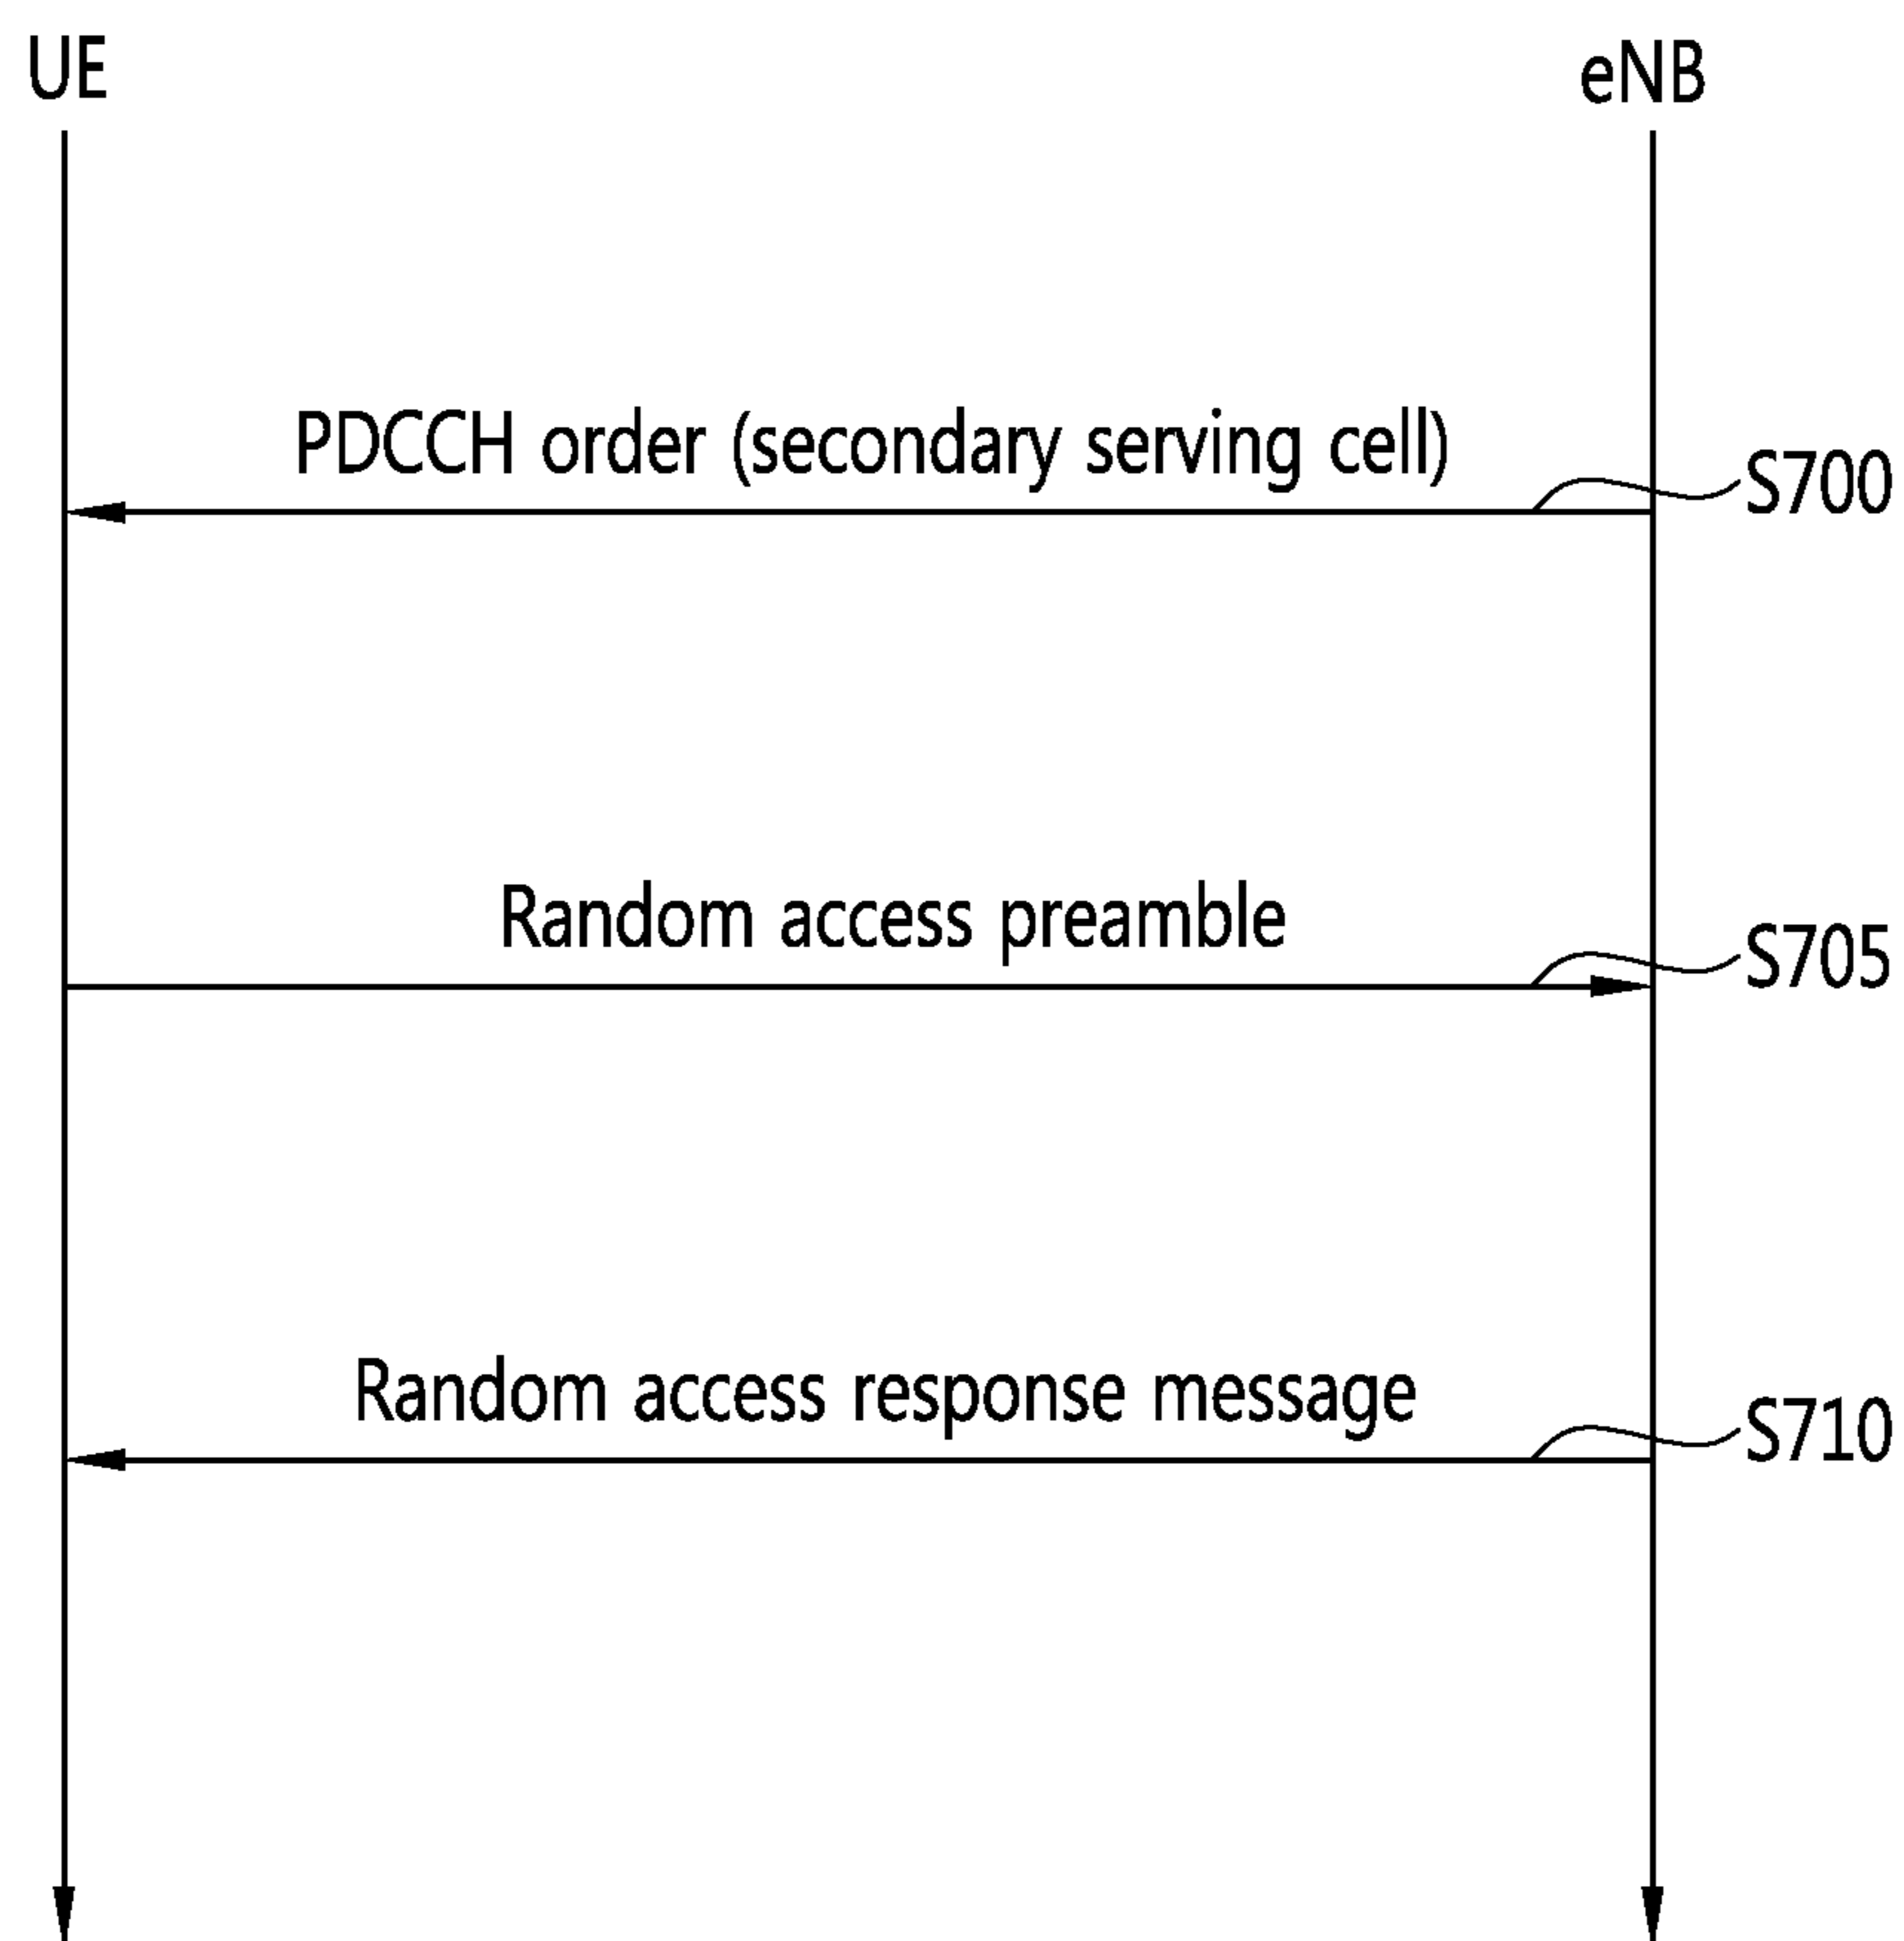 UE
eNB
PDCCH order (secondary serving cell)
S700
Random access preamble
S705
Random access response message
S710